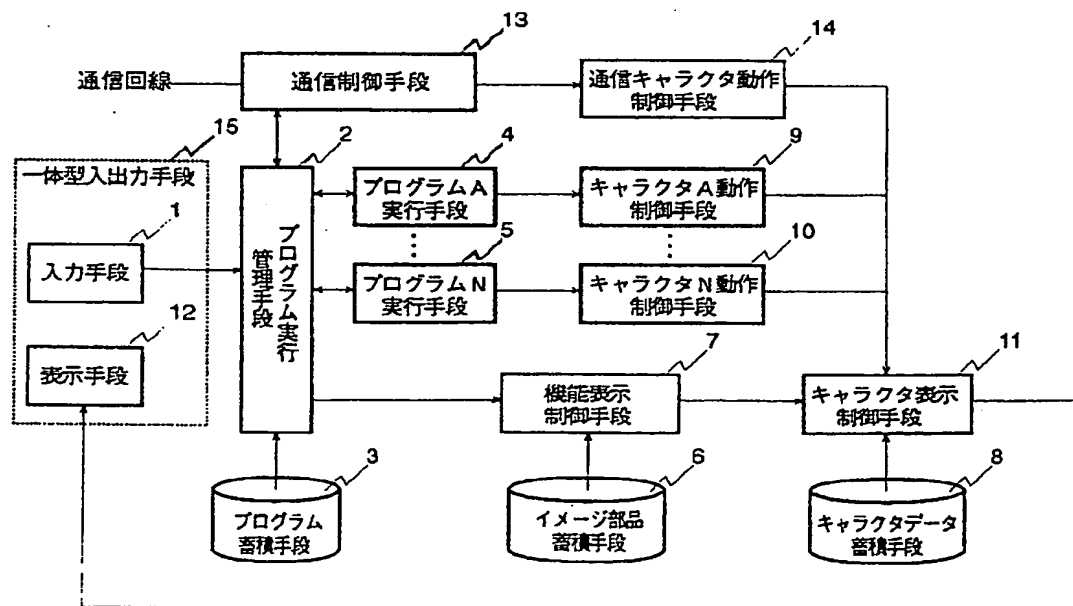 13
14
通信回線
通信制御手段
通信キャラクタ動作
制御手段
15
2
4
9
一体型入出力手段
プログラムA
実行手段
キャラクタA動作
制御手段
1
入力手段
プログラム実行
管理手段
5
10
プログラムN
実行手段
キャラクタN動作
制御手段
12
表示手段
7
11
機能表示
制御手段
キャラクタ表示
制御手段
3
6
8
プログラム
蓄積手段
イメージ部品
蓄積手段
キャラクタデータ
蓄積手段